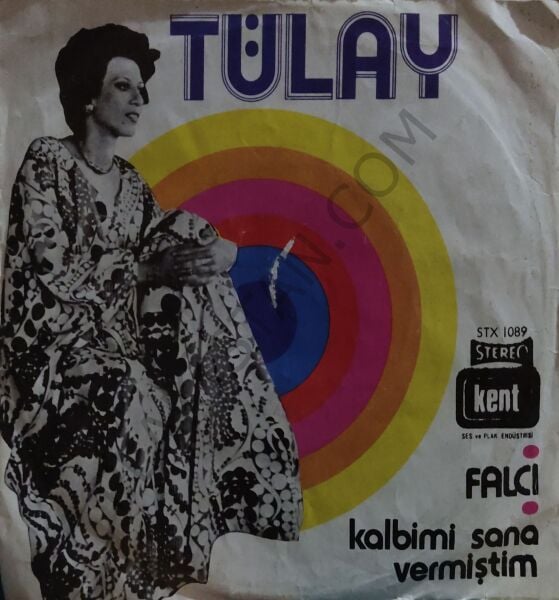 TÜLAY
STX 1089
STEREO
kent
SES ve PLAK ENDÜSTRİSİ
FALCİ
kalbimi sana
vermiştim